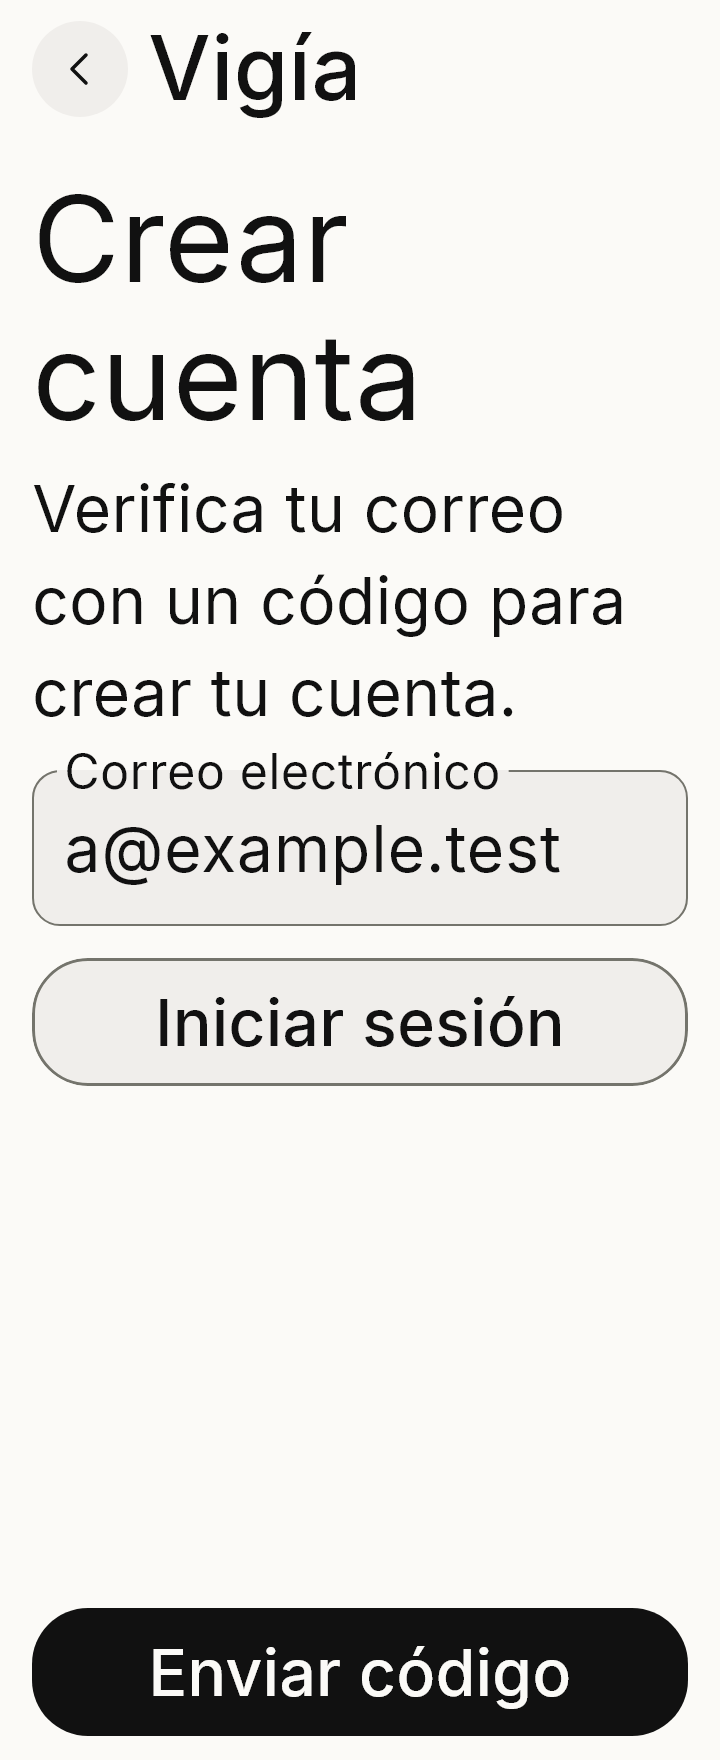 Vigía
Crear
cuenta
Verifica tu correo
con un código para
crear tu cuenta.
Correo electrónico
a@example.test
Iniciar sesión
Enviar código